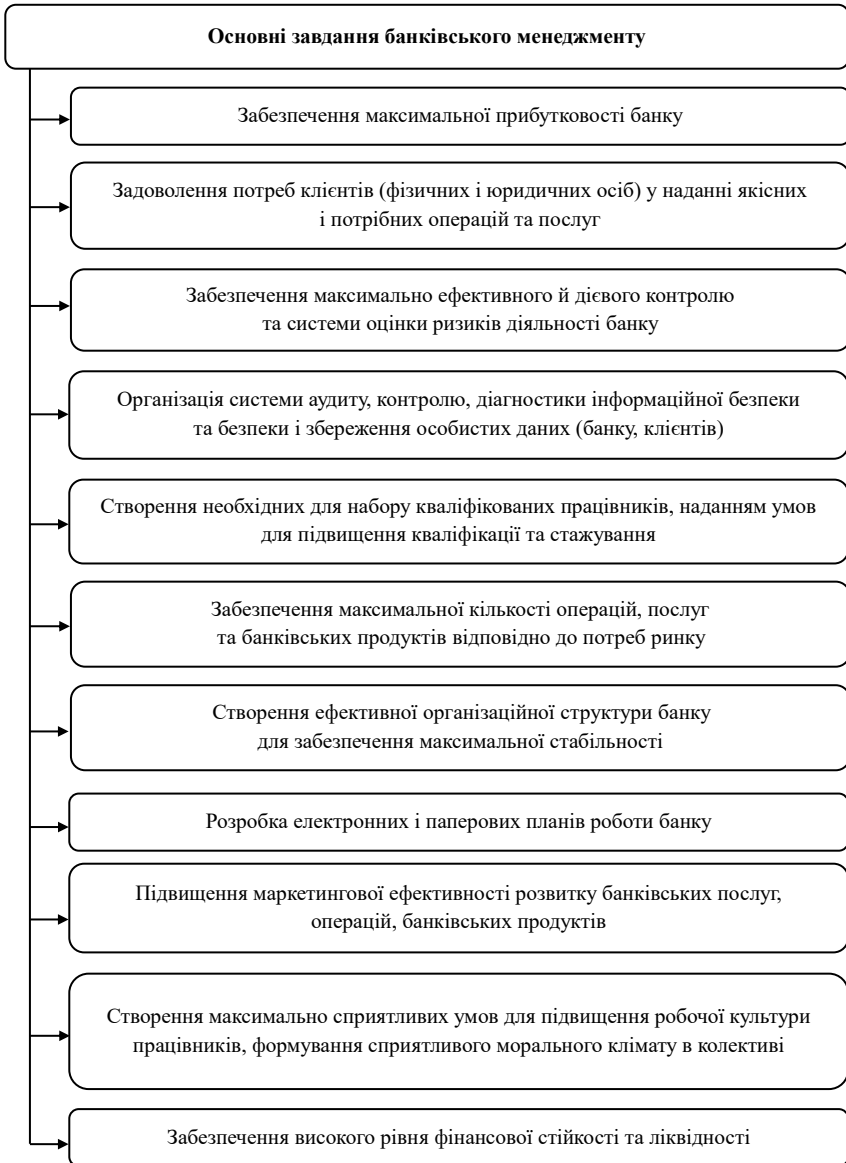 Основні завдання банківського менеджменту
Забезпечення максимальної прибутковості банку
Задоволення потреб клієнтів (фізичних і юридичних осіб) у наданні якісних
і потрібних операцій та послуг
Забезпечення максимально ефективного й дієвого контролю
та системи оцінки ризиків діяльності банку
Організація системи аудиту, контролю, діагностики інформаційної безпеки
та безпеки і збереження особистих даних (банку, клієнтів)
Створення необхідних для набору кваліфікованих працівників, наданням умов
для підвищення кваліфікації та стажування
Забезпечення максимальної кількості операцій, послуг
та банківських продуктів відповідно до потреб ринку
Створення ефективної організаційної структури банку
для забезпечення максимальної стабільності
Розробка електронних і паперових планів роботи банку
Підвищення маркетингової ефективності розвитку банківських послуг,
операцій, банківських продуктів
Створення максимально сприятливих умов для підвищення робочої культури
працівників, формування сприятливого морального клімату в колективі
Забезпечення високого рівня фінансової стійкості та ліквідності